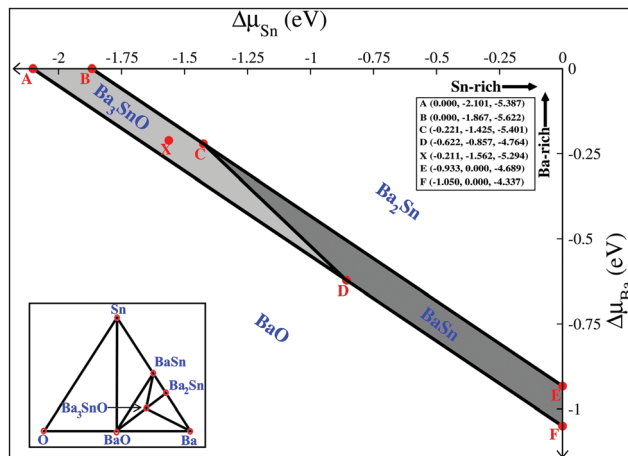 Δμ_Sn (eV)
-2 -1.75 -1.5 -1.25 -1 -0.75 -0.5 -0.25 0
A B
0
Sn-rich
Ba-rich
A (0.000, -2.101, -5.387)
B (0.000, -1.867, -5.622)
C (-0.221, -1.425, -5.401)
D (-0.622, -0.857, -4.764)
X (-0.211, -1.562, -5.294)
E (-0.933, 0.000, -4.689)
F (-1.050, 0.000, -4.337)
Ba₃SnO
X
C
-0.25
Ba₂Sn
-0.5
D
BaO
BaSn
Δμ_Ba (eV)
-0.75
E
-1
F
Sn
BaSn
Ba₂Sn
Ba₃SnO
O BaO Ba